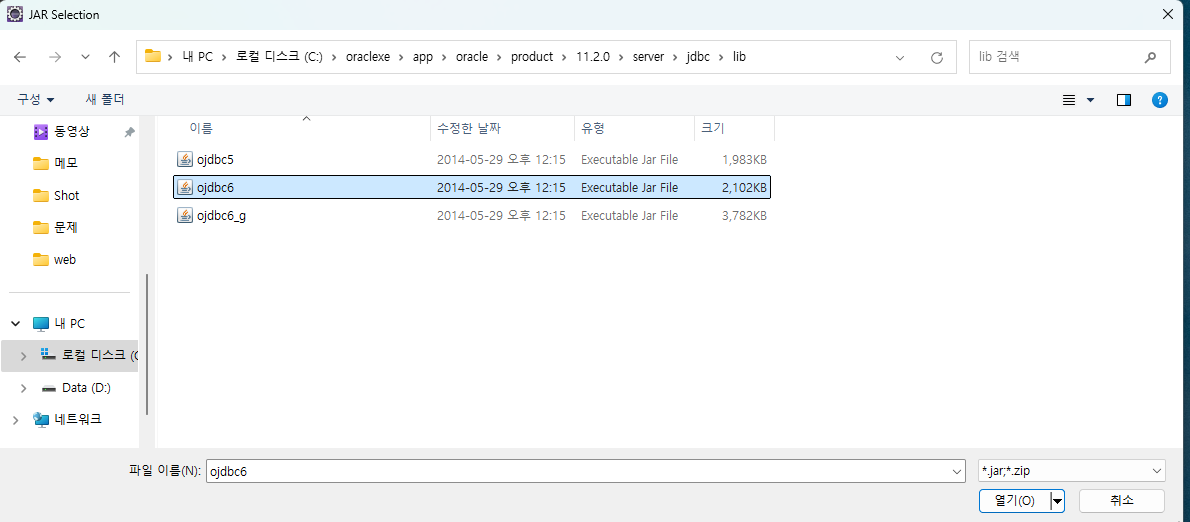 JAR Selection
내 PC > 로컬 디스크 (C:) > oraclexe > app > oracle > product > 11.2.0 > server > jdbc > lib
lib 검색
구성 새 폴더
이름 수정한 날짜 유형 크기
동영상
메모
Shot
문제
web
내 PC
로컬 디스크 (C
Data (D:)
네트워크
ojdbc5 2014-05-29 오후 12:15 Executable Jar File 1,983KB
ojdbc6 2014-05-29 오후 12:15 Executable Jar File 2,102KB
ojdbc6_g 2014-05-29 오후 12:15 Executable Jar File 3,782KB
파일 이름(N): ojdbc6 *.jar;*.zip
열기(O) 취소